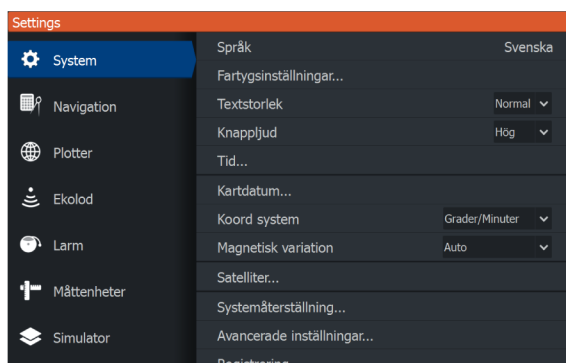 Settings
System
Navigation
Plotter
Ekolod
Larm
Måttenheter
Simulator
Språk Svenska
Fartygsinställningar...
Textstorlek Normal
Knappljud Hög
Tid...
Kartdatum...
Koord system Grader/Minuter
Magnetisk variation Auto
Satelliter...
Systemåterställning...
Avancerade inställningar...